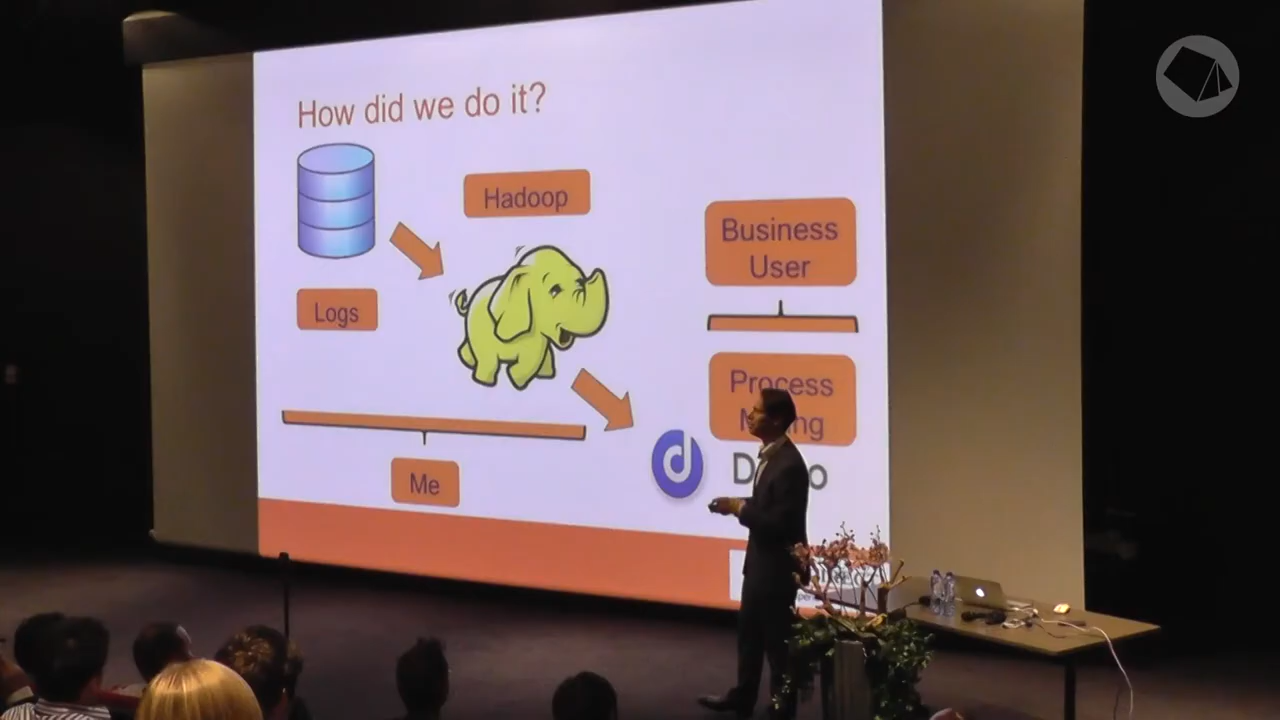 How did we do it?
Hadoop
Business
User
Logs
Process
Me